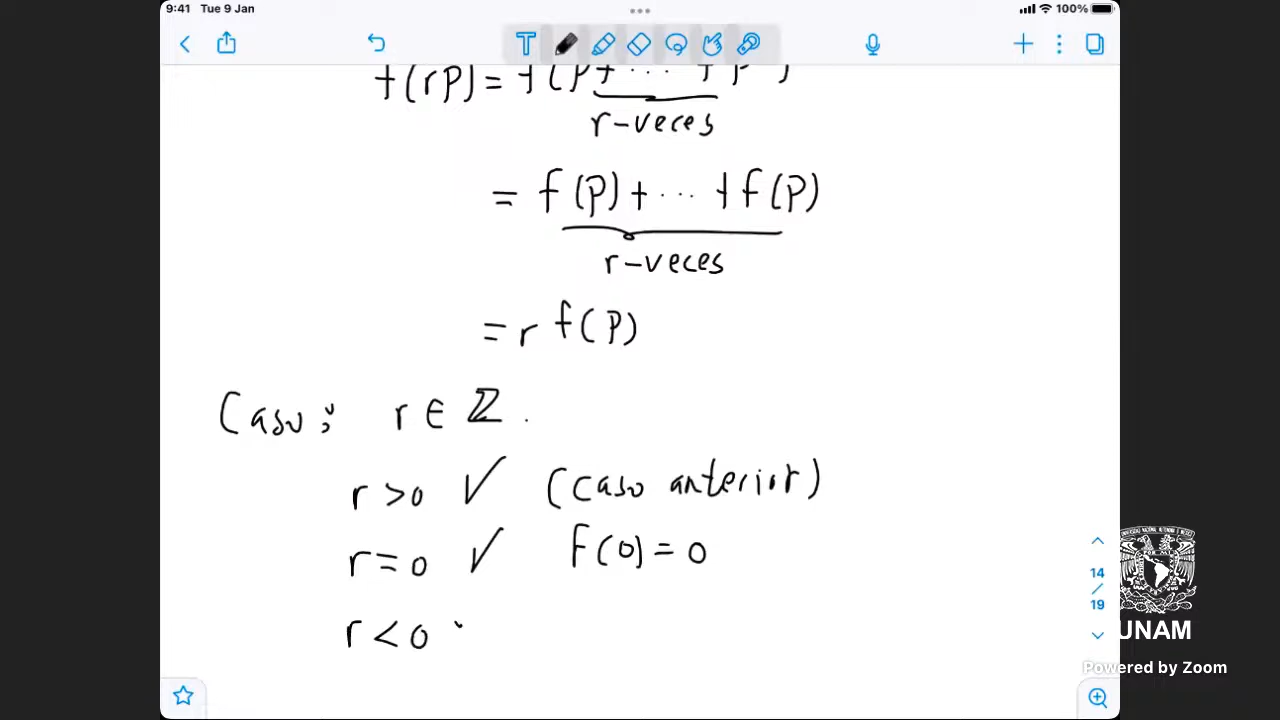 9:41 Tue 9 Jan
100%
f(rp) = f(p + ··· + p)
r-veces
= f(p) + ··· + f(p)
r-veces
= r f(p)
Caso: r ∈ ℤ.
r > 0 ✓ (caso anterior)
r = 0 ✓ f(0) = 0
r < 0
14
/
19
UNAM
Powered by Zoom